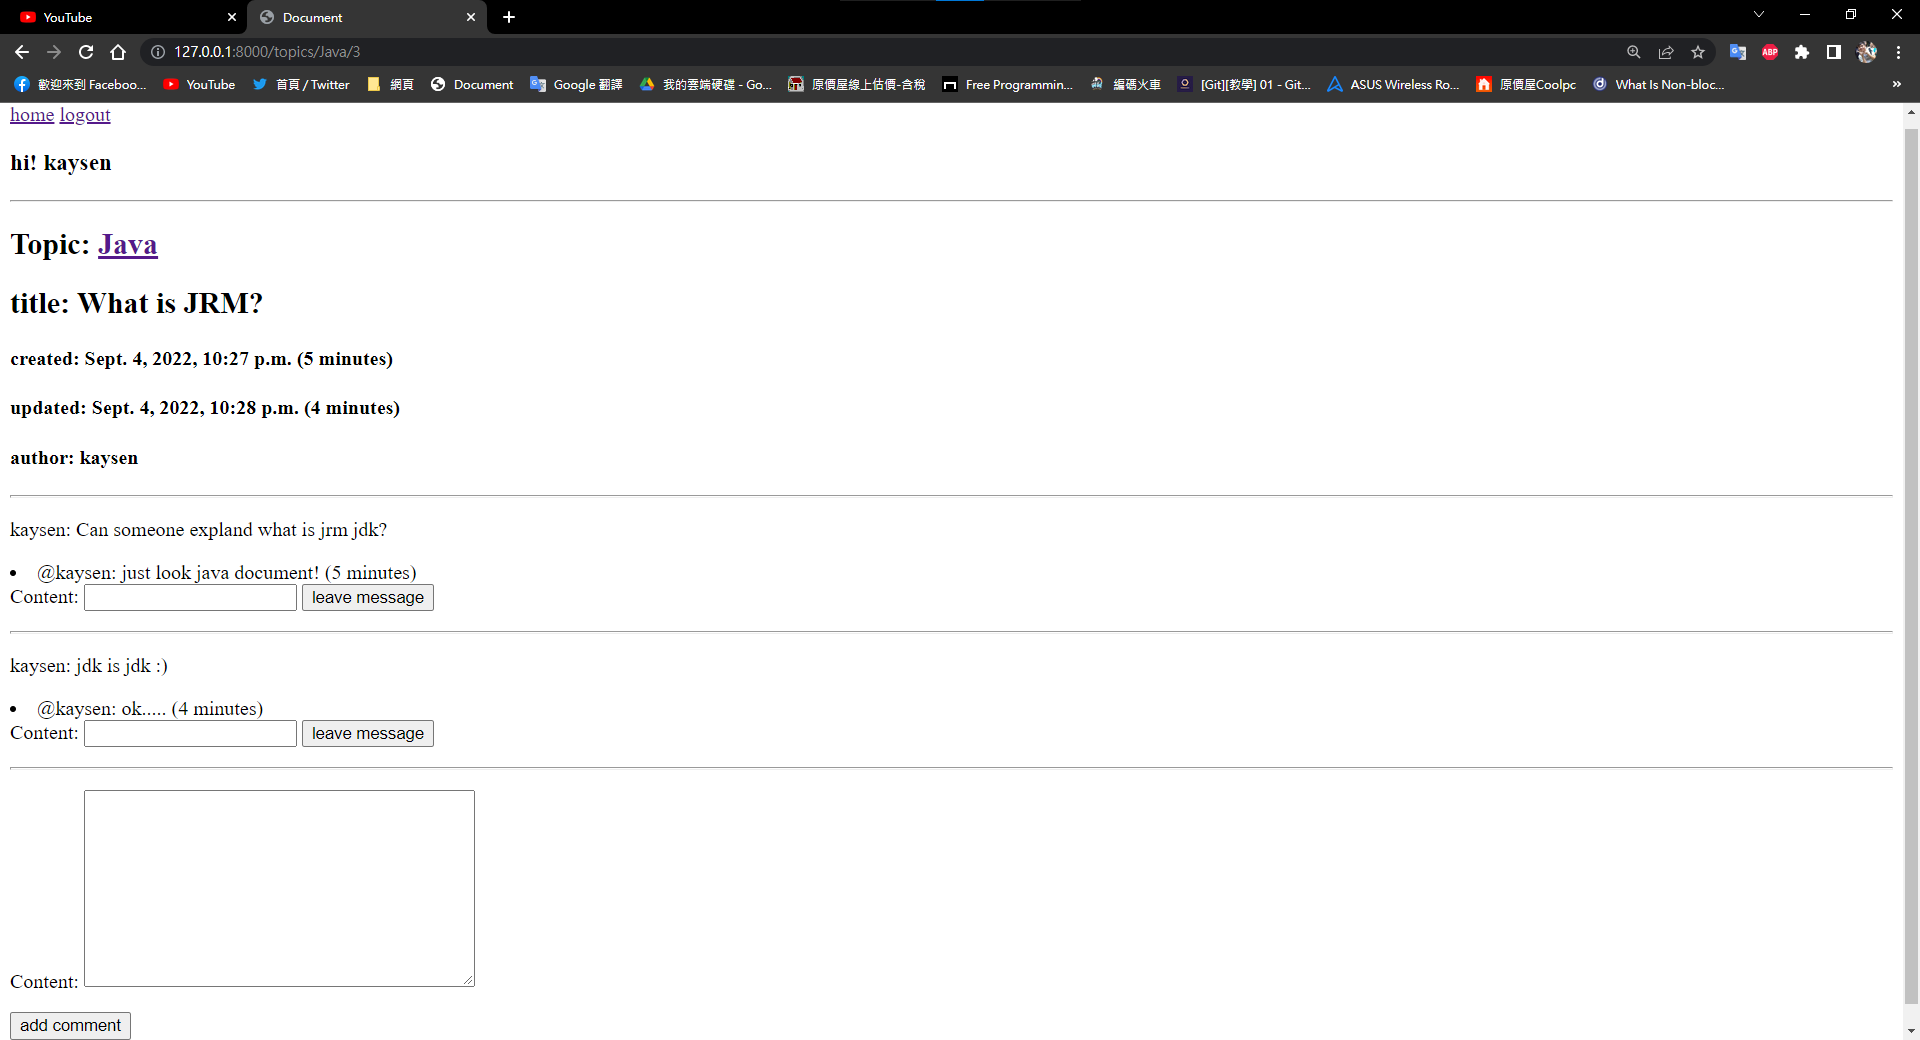 YouTube
Document
127.0.0.1:8000/topics/Java/3
ABP
歡迎來到 Faceboo...
YouTube
首頁 / Twitter
網頁
Document
Google 翻譯
我的雲端硬碟 - Go...
原價屋線上估價-含稅
Free Programmin...
編碼火車
[Git][教學] 01 - Git...
ASUS Wireless Ro...
原價屋Coolpc
What Is Non-bloc...
home logout
hi! kaysen
Topic: Java
title: What is JRM?
created: Sept. 4, 2022, 10:27 p.m. (5 minutes)
updated: Sept. 4, 2022, 10:28 p.m. (4 minutes)
author: kaysen
kaysen: Can someone expland what is jrm jdk?
• @kaysen: just look java document! (5 minutes)
Content: leave message
kaysen: jdk is jdk :)
• @kaysen: ok..... (4 minutes)
Content: leave message
Content:
add comment